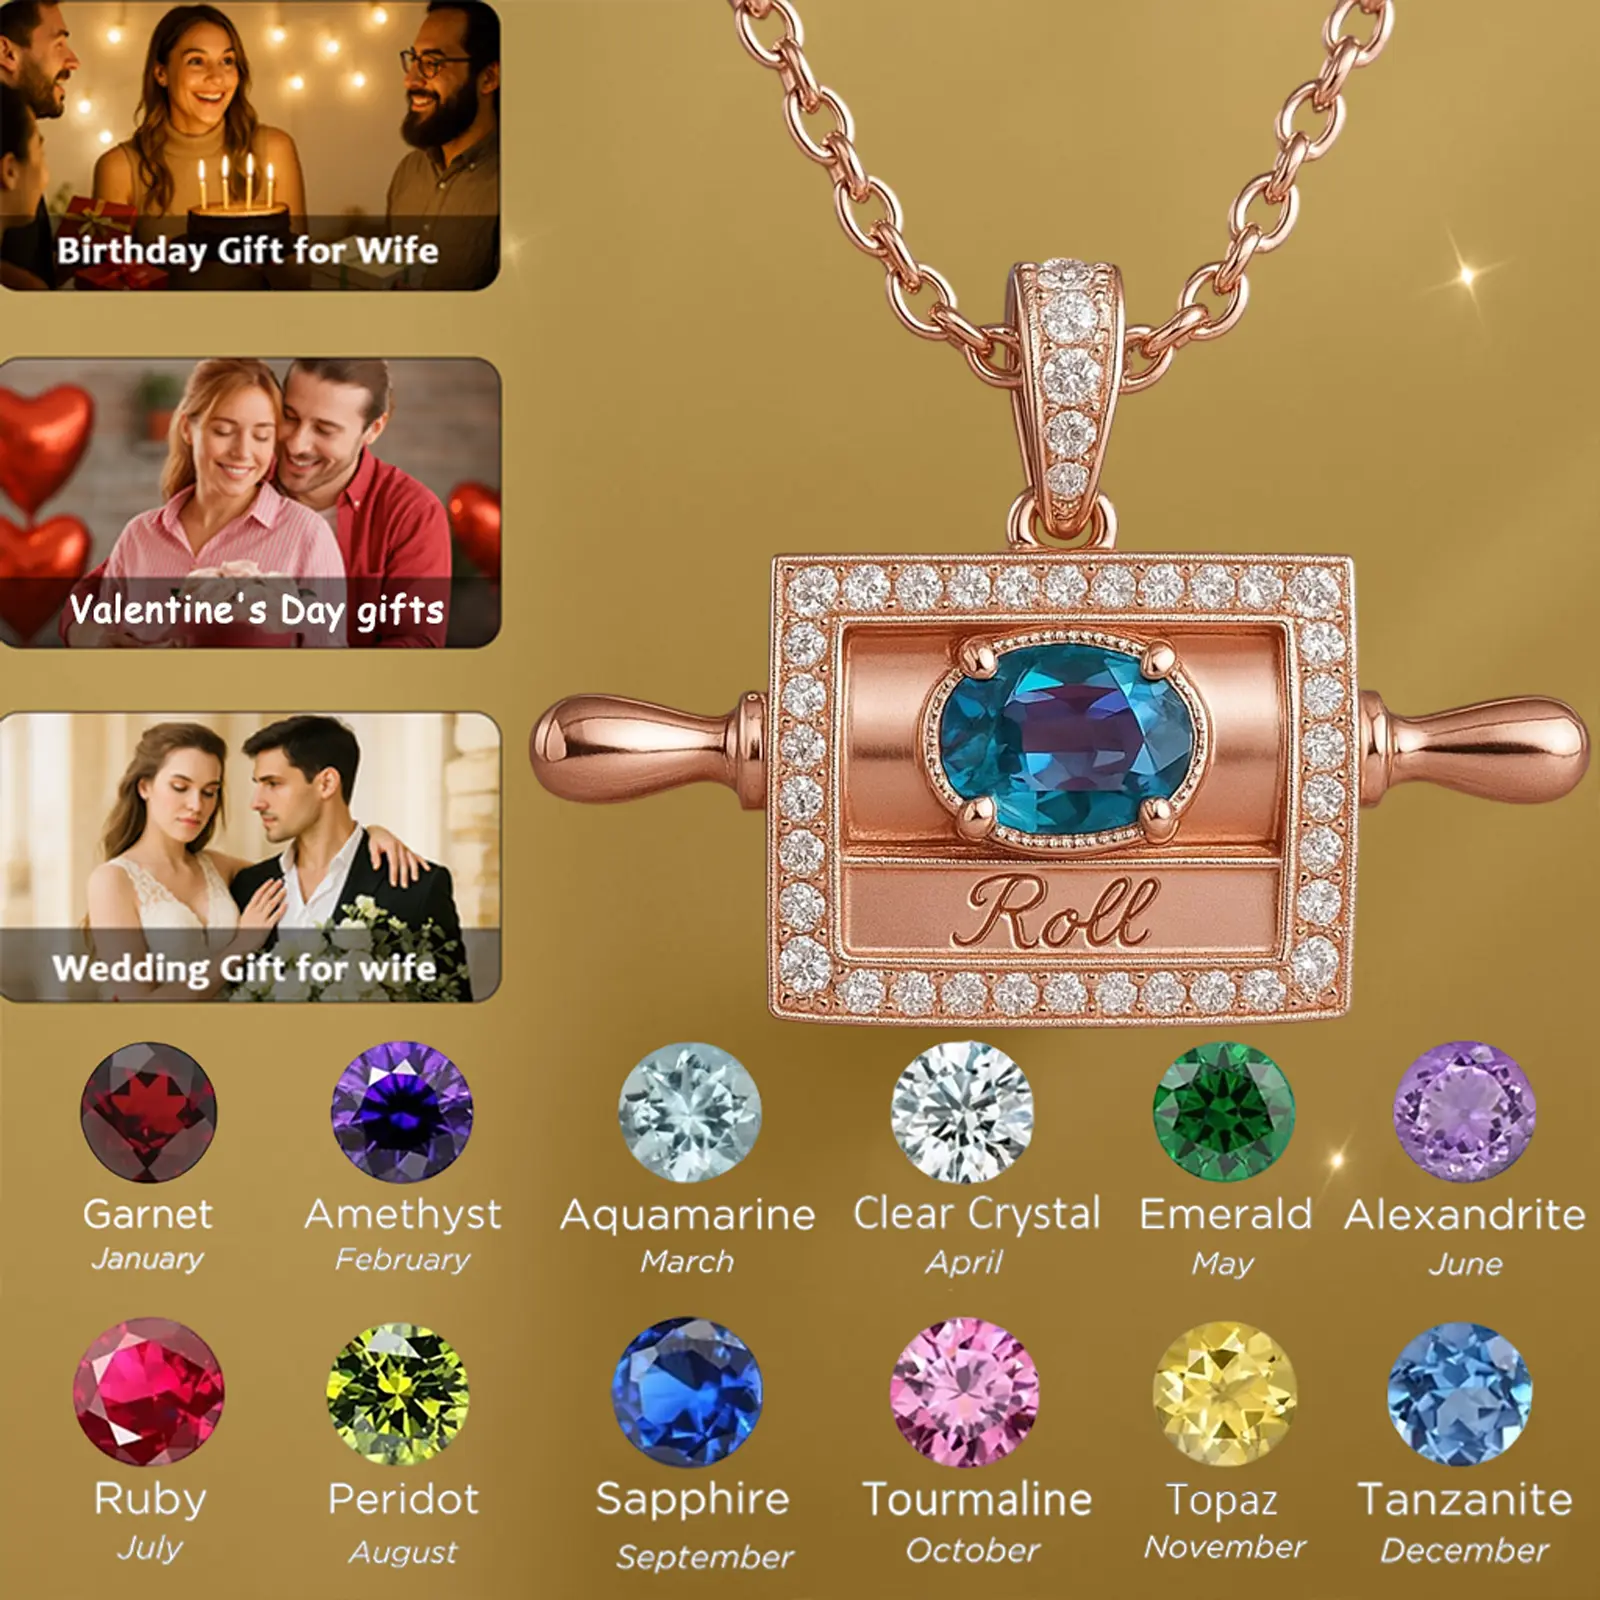 Birthday Gift for Wife
Valentine's Day gifts
Wedding Gift for wife
Roll
Garnet
January
Amethyst
February
Aquamarine
March
Clear Crystal
April
Emerald
May
Alexandrite
June
Ruby
July
Peridot
August
Sapphire
September
Tourmaline
October
Topaz
November
Tanzanite
December